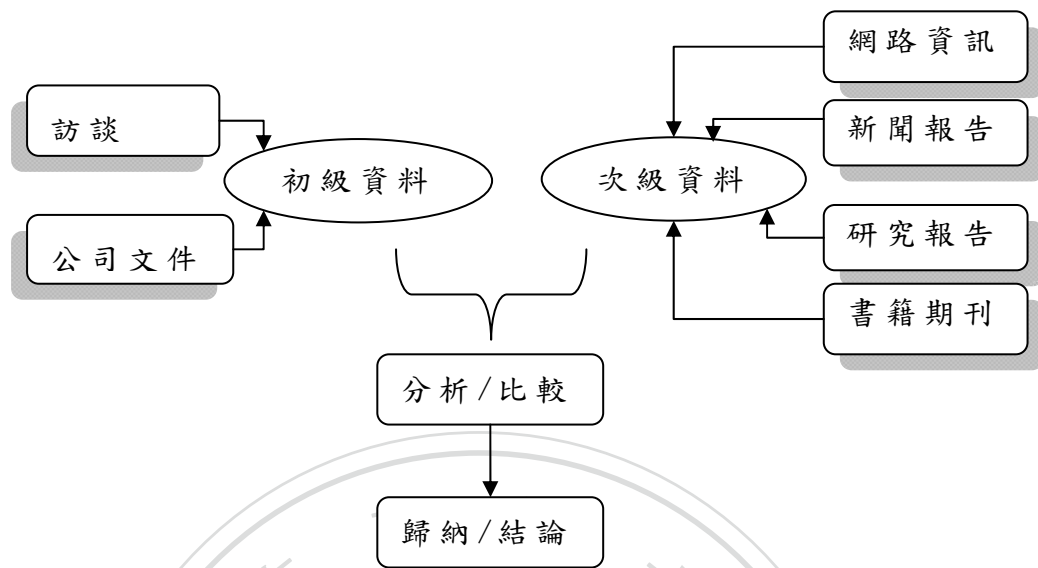 網路資訊
訪談
新聞報告
初級資料
次級資料
公司文件
研究報告
書籍期刊
分析/比較
歸納/結論